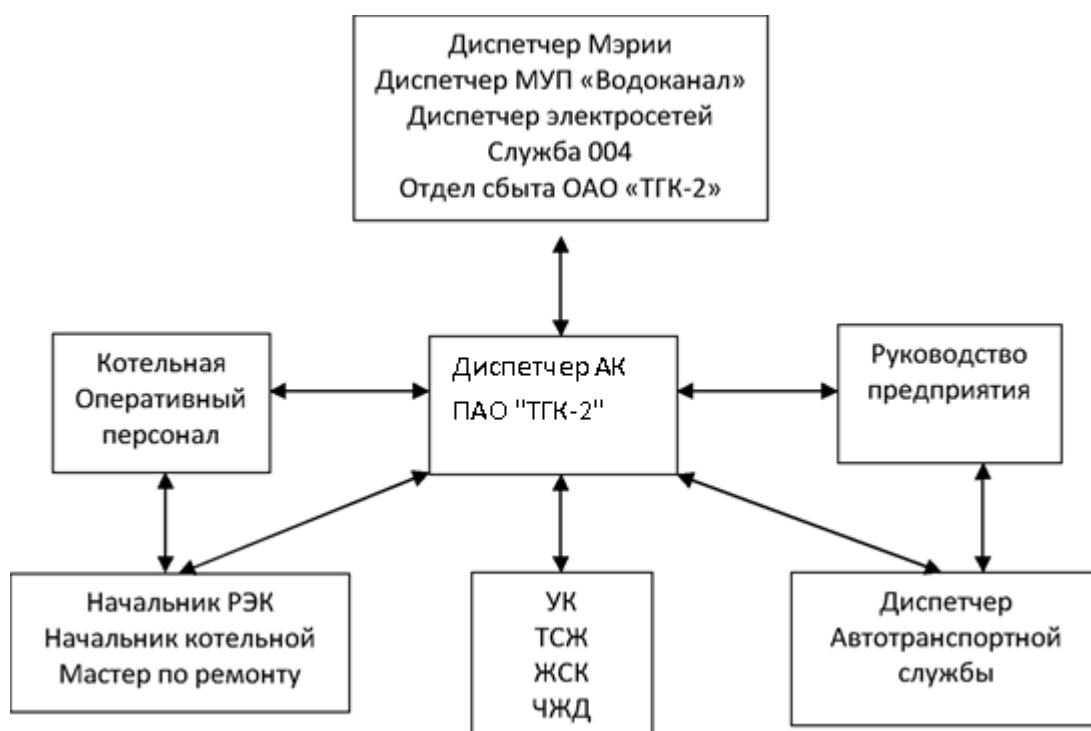 Диспетчер Мэрии
Диспетчер МУП «Водоканал»
Диспетчер электросетей
Служба 004
Отдел сбыта ОАО «ТГК-2»
Котельная
Оперативный
персонал
Диспетчер АК
ПАО "ТГК-2"
Руководство
предприятия
Начальник РЭК
Начальник котельной
Мастер по ремонту
УК
ТСЖ
ЖСК
ЧЖД
Диспетчер
Автотранспортной
службы